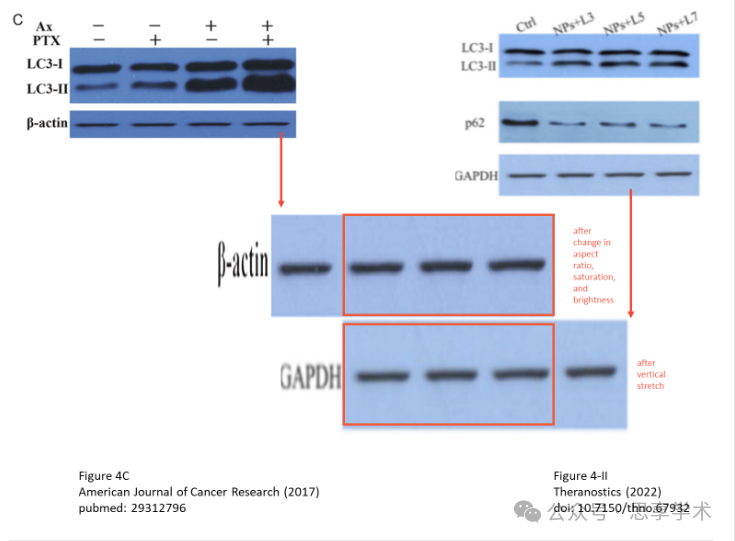 C
Ax − − + +
PTX − + − +
LC3-I
LC3-II
β-actin
Ctrl NPs+L3 NPs+L5 NPs+L7
LC3-I
LC3-II
p62
GAPDH
β-actin
after
change in
aspect
ratio,
saturation,
and
brightness
GAPDH
after
vertical
stretch
Figure 4C
American Journal of Cancer Research (2017)
pubmed: 29312796
Figure 4-II
Theranostics (2022)
doi: 10.7150/thno.67932
公众号 · 思享学术